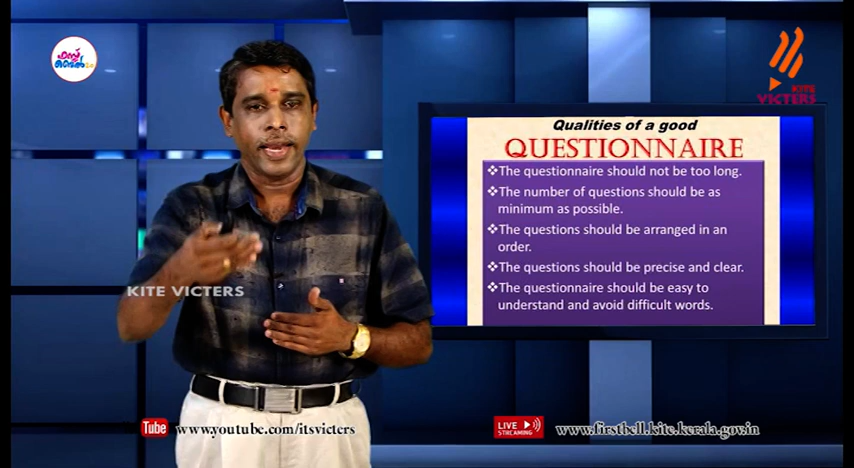 ഫസ്റ്റ്
ബെൽ 2.0
KITE
VICTERS
Qualities of a good
QUESTIONNAIRE
❖The questionnaire should not be too long.
❖The number of questions should be as
minimum as possible.
❖The questions should be arranged in an
order.
❖The questions should be precise and clear.
❖The questionnaire should be easy to
understand and avoid difficult words.
KITE VICTERS
Tube www.youtube.com/itsvicters
LIVE
STREAMING
www.firstbell.kite.kerala.gov.in